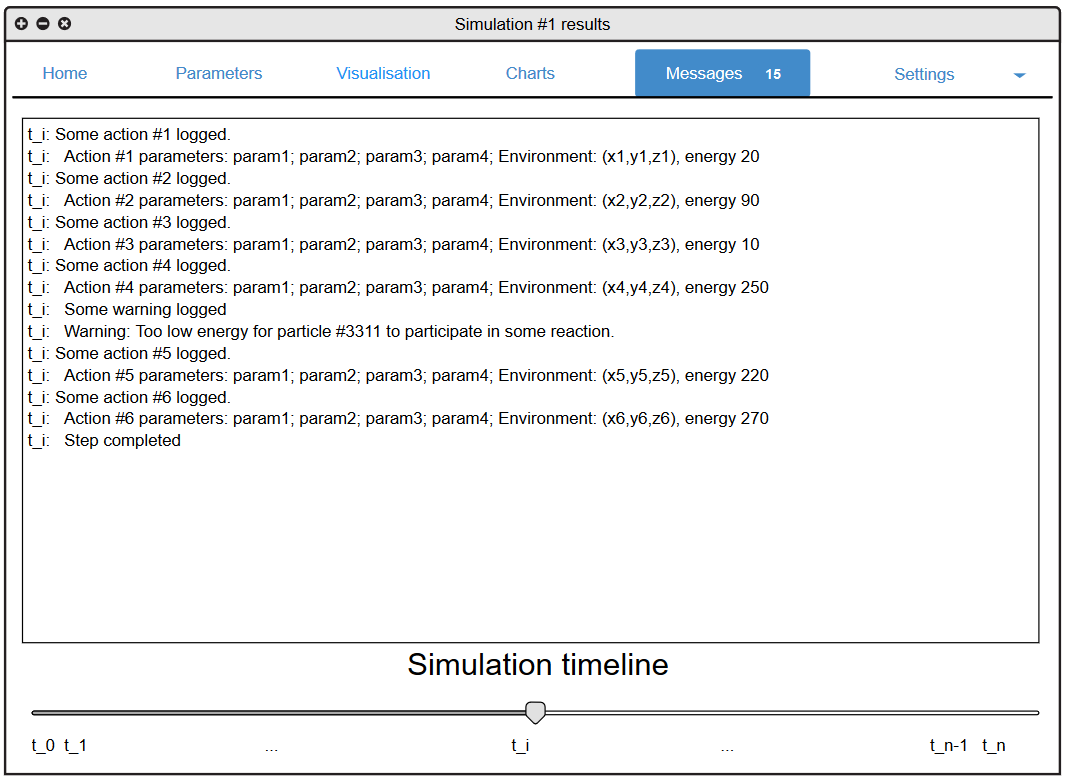 Simulation #1 results
Home Parameters Visualisation Charts Messages 15 Settings
t_i: Some action #1 logged.
t_i: Action #1 parameters: param1; param2; param3; param4; Environment: (x1,y1,z1), energy 20
t_i: Some action #2 logged.
t_i: Action #2 parameters: param1; param2; param3; param4; Environment: (x2,y2,z2), energy 90
t_i: Some action #3 logged.
t_i: Action #3 parameters: param1; param2; param3; param4; Environment: (x3,y3,z3), energy 10
t_i: Some action #4 logged.
t_i: Action #4 parameters: param1; param2; param3; param4; Environment: (x4,y4,z4), energy 250
t_i: Some warning logged
t_i: Warning: Too low energy for particle #3311 to participate in some reaction.
t_i: Some action #5 logged.
t_i: Action #5 parameters: param1; param2; param3; param4; Environment: (x5,y5,z5), energy 220
t_i: Some action #6 logged.
t_i: Action #6 parameters: param1; param2; param3; param4; Environment: (x6,y6,z6), energy 270
t_i: Step completed
Simulation timeline
t_0 t_1 ... t_i ... t_n-1 t_n